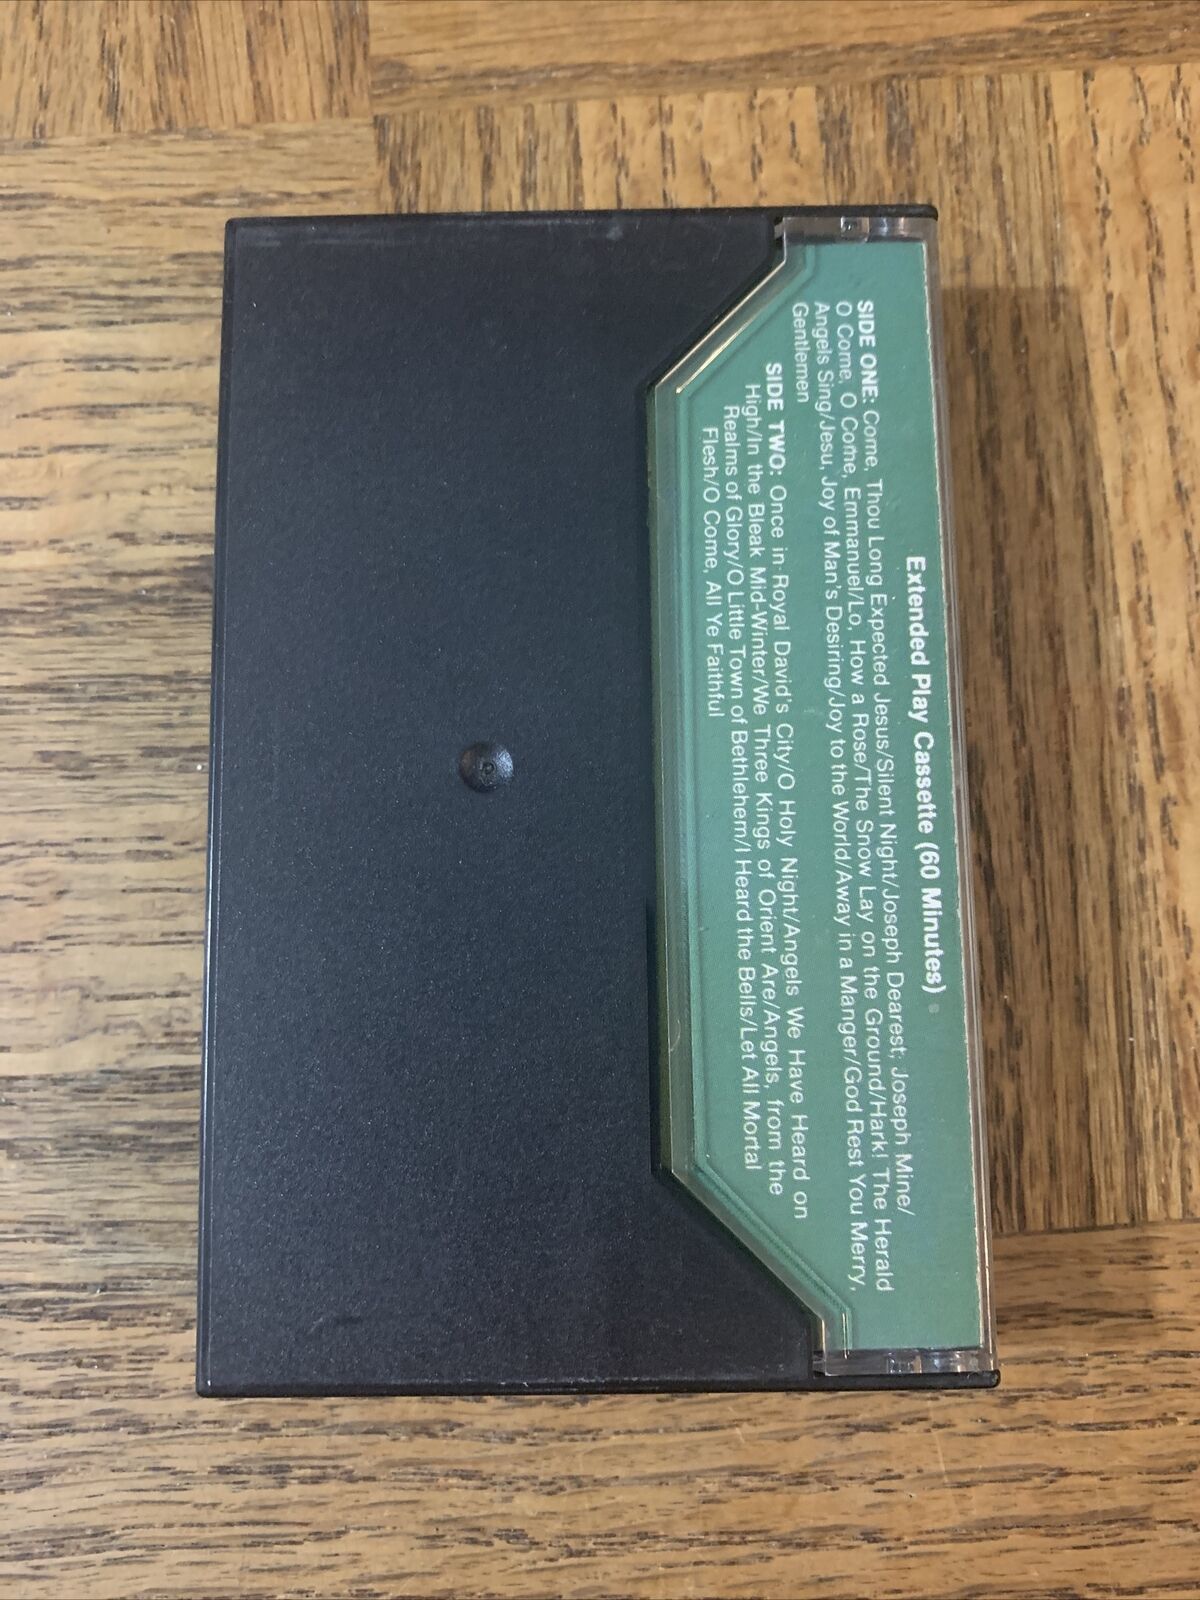 Extended Play Cassette (60 Minutes)
SIDE ONE: Come, Thou Long Expected Jesus/Silent Night/Joseph Dearest, Joseph Mine/
O Come, O Come, Emmanuel/Lo, How a Rose/The Snow Lay on the Ground/Hark! The Herald
Angels Sing/Jesu, Joy of Man's Desiring/Joy to the World/Away in a Manger/God Rest You Merry,
Gentlemen
SIDE TWO: Once in Royal David's City/O Holy Night/Angels We Have Heard on
High/In the Bleak Mid-Winter/We Three Kings of Orient Are/Angels, from the
Realms of Glory/O Little Town of Bethlehem/I Heard the Bells/Let All Mortal
Flesh/O Come, All Ye Faithful